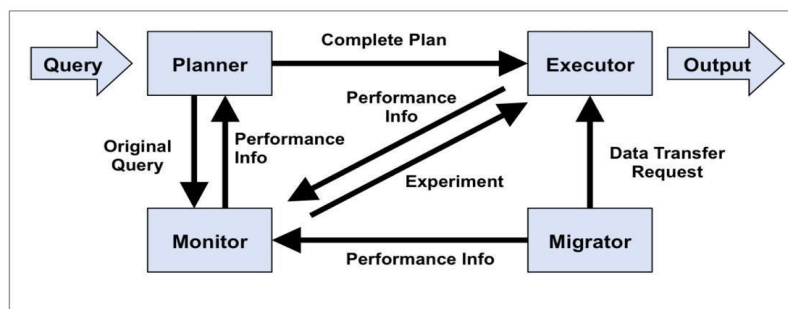 Complete Plan
Query
Planner
Executor
Output
Performance
Info
Original
Query
Performance
Info
Experiment
Data Transfer
Request
Monitor
Migrator
Performance Info